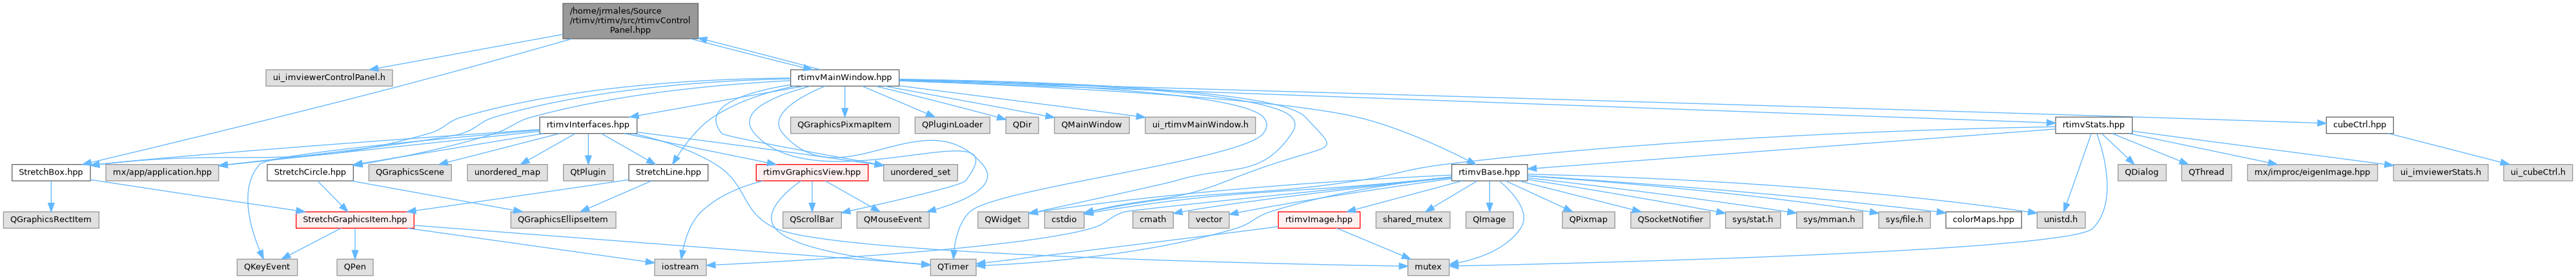 /home/jrmales/Source
/rtimv/rtimv/src/rtimvControl
Panel.hpp
ui_imviewerControlPanel.h
rtimvMainWindow.hpp
rtimvInterfaces.hpp
QGraphicsPixmapItem
QPluginLoader
QDir
QMainWindow
ui_rtimvMainWindow.h
rtimvStats.hpp
cubeCtrl.hpp
StretchBox.hpp
mx/app/application.hpp
StretchCircle.hpp
QGraphicsScene
unordered_map
QtPlugin
StretchLine.hpp
rtimvGraphicsView.hpp
unordered_set
rtimvBase.hpp
QDialog
QThread
mx/improc/eigenImage.hpp
ui_imviewerStats.h
ui_cubeCtrl.h
QGraphicsRectItem
StretchGraphicsItem.hpp
QGraphicsEllipseItem
QScrollBar
QMouseEvent
QWidget
cstdio
cmath
vector
rtimvImage.hpp
shared_mutex
QImage
QPixmap
QSocketNotifier
sys/stat.h
sys/mman.h
sys/file.h
colorMaps.hpp
unistd.h
QKeyEvent
QPen
iostream
QTimer
mutex